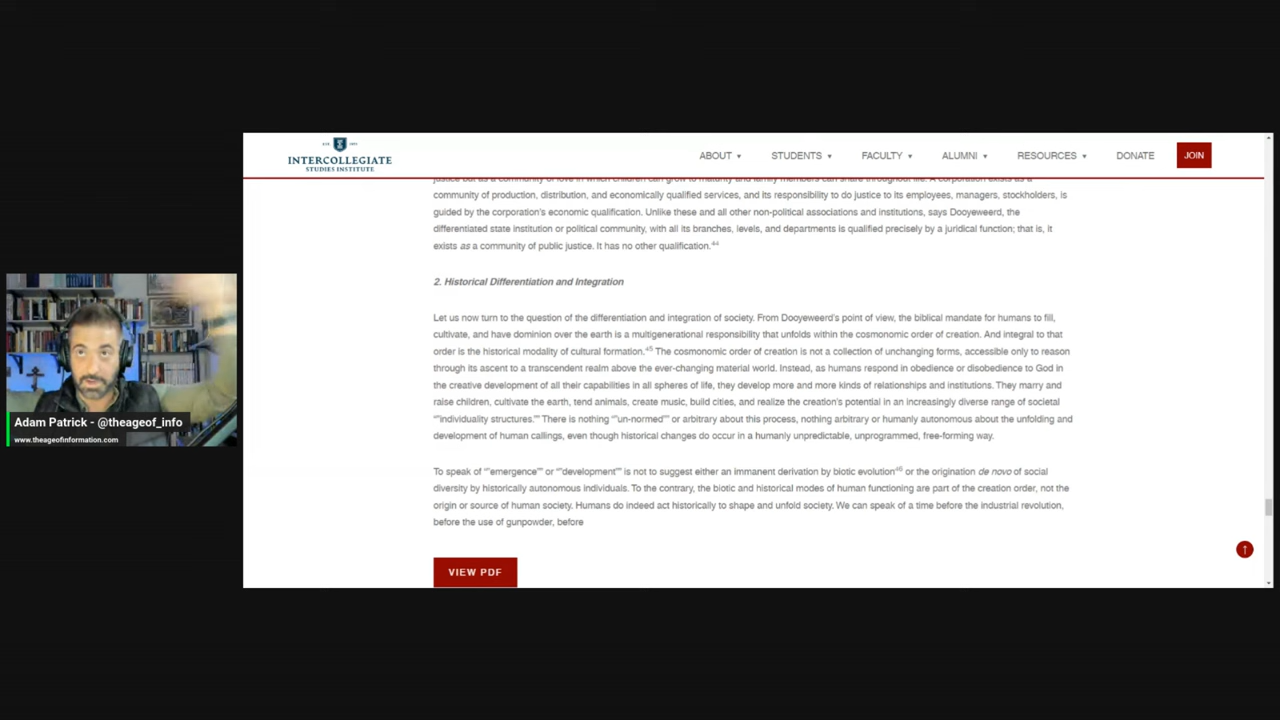 INTERCOLLEGIATE
STUDIES INSTITUTE
ABOUT
STUDENTS
FACULTY
ALUMNI
RESOURCES
DONATE
JOIN
community of production, distribution, and economically qualified services, and its responsibility to do justice to its employees, managers, stockholders, is
guided by the corporation's economic qualification. Unlike these and all other non-political associations and institutions, says Dooyeweerd, the
differentiated state institution or political community, with all its branches, levels, and departments is qualified precisely by a juridical function; that is, it
exists as a community of public justice. It has no other qualification.44
2. Historical Differentiation and Integration
Let us now turn to the question of the differentiation and integration of society. From Dooyeweerd's point of view, the biblical mandate for humans to fill,
cultivate, and have dominion over the earth is a multigenerational responsibility that unfolds within the cosmonomic order of creation. And integral to that
order is the historical modality of cultural formation.45 The cosmonomic order of creation is not a collection of unchanging forms, accessible only to reason
through its ascent to a transcendent realm above the ever-changing material world. Instead, as humans respond in obedience or disobedience to God in
the creative development of all their capabilities in all spheres of life, they develop more and more kinds of relationships and institutions. They marry and
raise children, cultivate the earth, tend animals, create music, build cities, and realize the creation's potential in an increasingly diverse range of societal
"“individuality structures.”" There is nothing "“un-normed”" or arbitrary about this process, nothing arbitrary or humanly autonomous about the unfolding and
development of human callings, even though historical changes do occur in a humanly unpredictable, unprogrammed, free-forming way.
To speak of "“emergence”" or "“development”" is not to suggest either an immanent derivation by biotic evolution46 or the origination de novo of social
diversity by historically autonomous individuals. To the contrary, the biotic and historical modes of human functioning are part of the creation order, not the
origin or source of human society. Humans do indeed act historically to shape and unfold society. We can speak of a time before the industrial revolution,
before the use of gunpowder, before
VIEW PDF
Adam Patrick - @theageof_info
www.theageofinformation.com